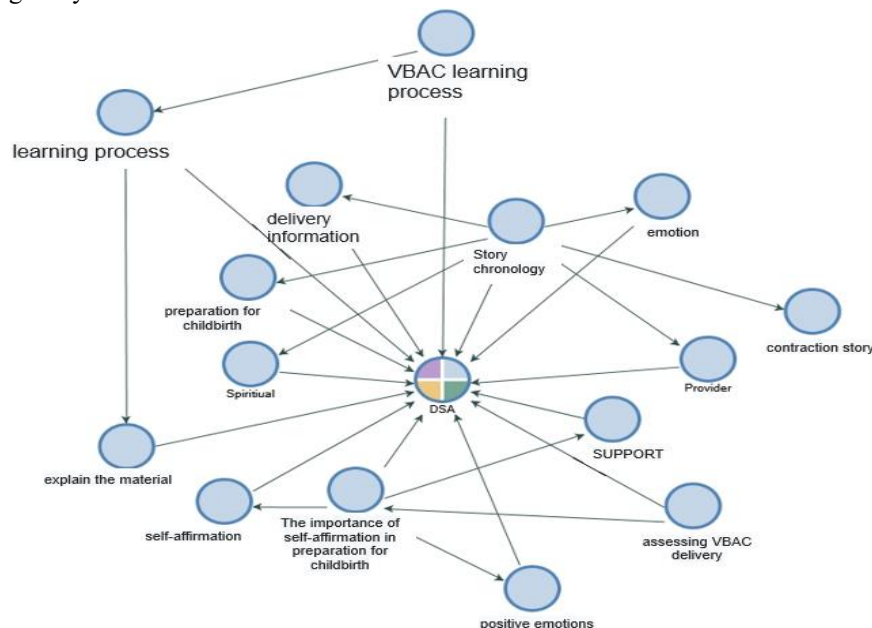 VBAC learning
process
learning process
delivery
information
Story
chronology
emotion
preparation for
childbirth
contraction story
Spiritiual
Provider
DSA
SUPPORT
explain the material
self-affirmation
The importance of
self-affirmation in
preparation for
childbirth
assessing VBAC
delivery
positive emotions